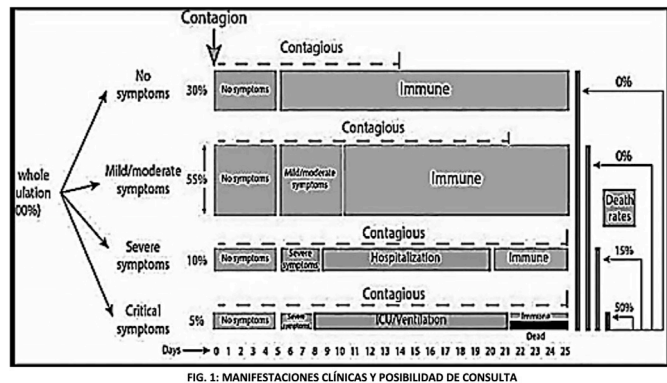 Contagion
Contagious
No
symptoms
30%
No symptoms
Immune
0%
Contagious
Mild/moderate
symptoms
55%
No symptoms
Mild/moderate
symptoms
Immune
0%
whole
ulation
00%)
Death
rates
Contagious
Severe
symptoms
10%
No symptoms
Severe
symptoms
Hospitalization
Immune
15%
Contagious
Critical
symptoms
5%
No symptoms
Severe
symptoms
ICU/Ventilation
Immune
Dead
50%
Days 0 1 2 3 4 5 6 7 8 9 10 11 12 13 14 15 16 17 18 19 20 21 22 23 24 25
FIG. 1: MANIFESTACIONES CLÍNICAS Y POSIBILIDAD DE CONSULTA